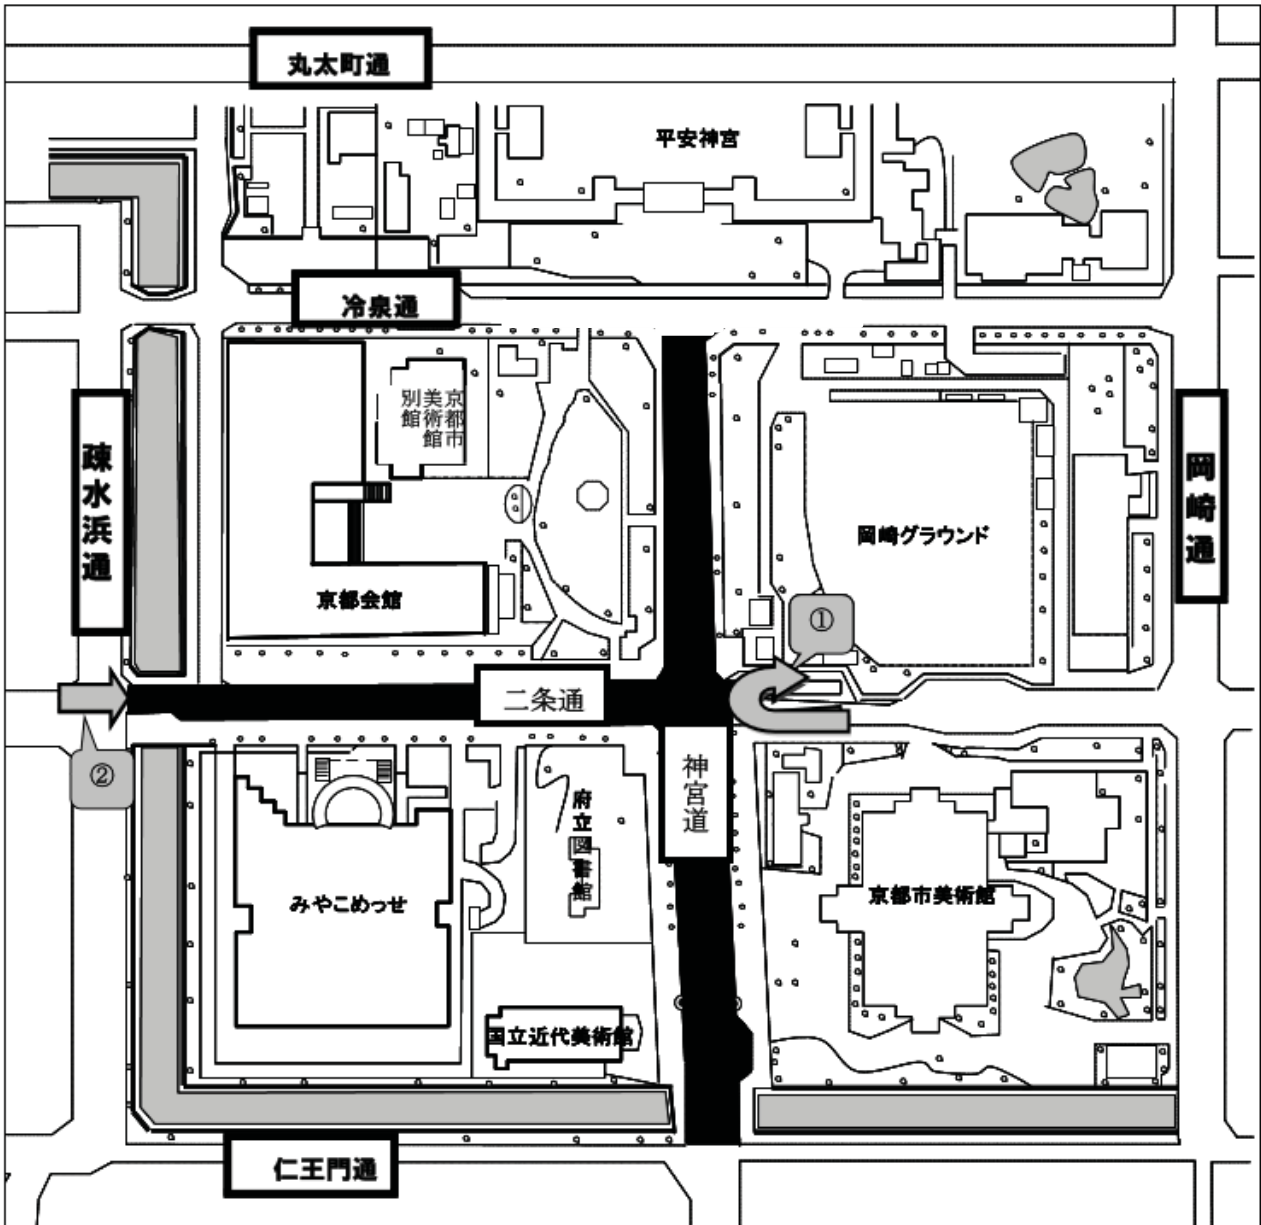 丸太町通
平安神宮
冷泉通
京都市
美術館
別館
疎水浜通
岡崎通
岡崎グラウンド
京都会館
①
二条通
②
神宮道
府立図書館
みやこめっせ
京都市美術館
国立近代美術館
仁王門通